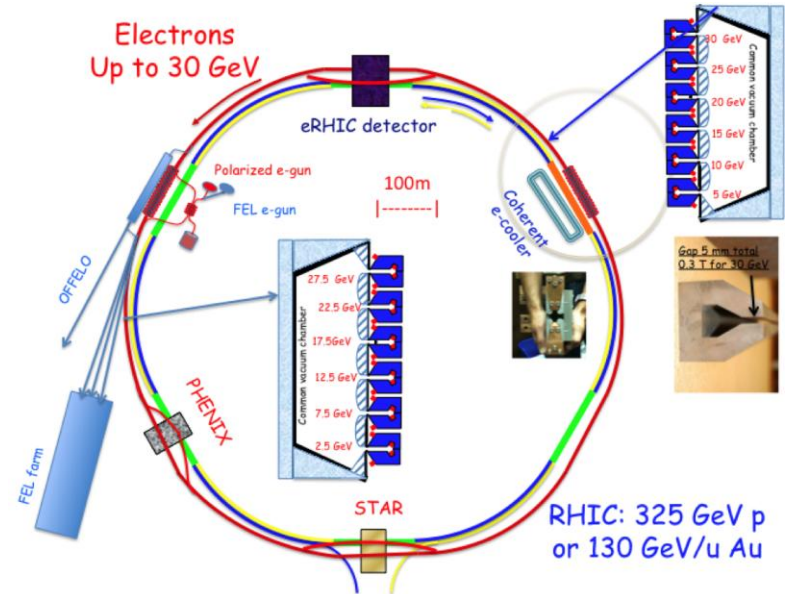 Electrons
Up to 30 GeV
eRHIC detector
Polarized e-gun
FEL e-gun
100m
|--------|
Coherent
e-cooler
30 GeV
25 GeV
20 GeV
15 GeV
10 GeV
5 GeV
Common vacuum chamber
Gap 5 mm total
0.3 T for 30 GeV
OFFELO
27.5 GeV
22.5 GeV
17.5GeV
12.5 GeV
7.5 GeV
2.5 GeV
Common vacuum chamber
PHENIX
FEL farm
STAR
RHIC: 325 GeV p
or 130 GeV/u Au